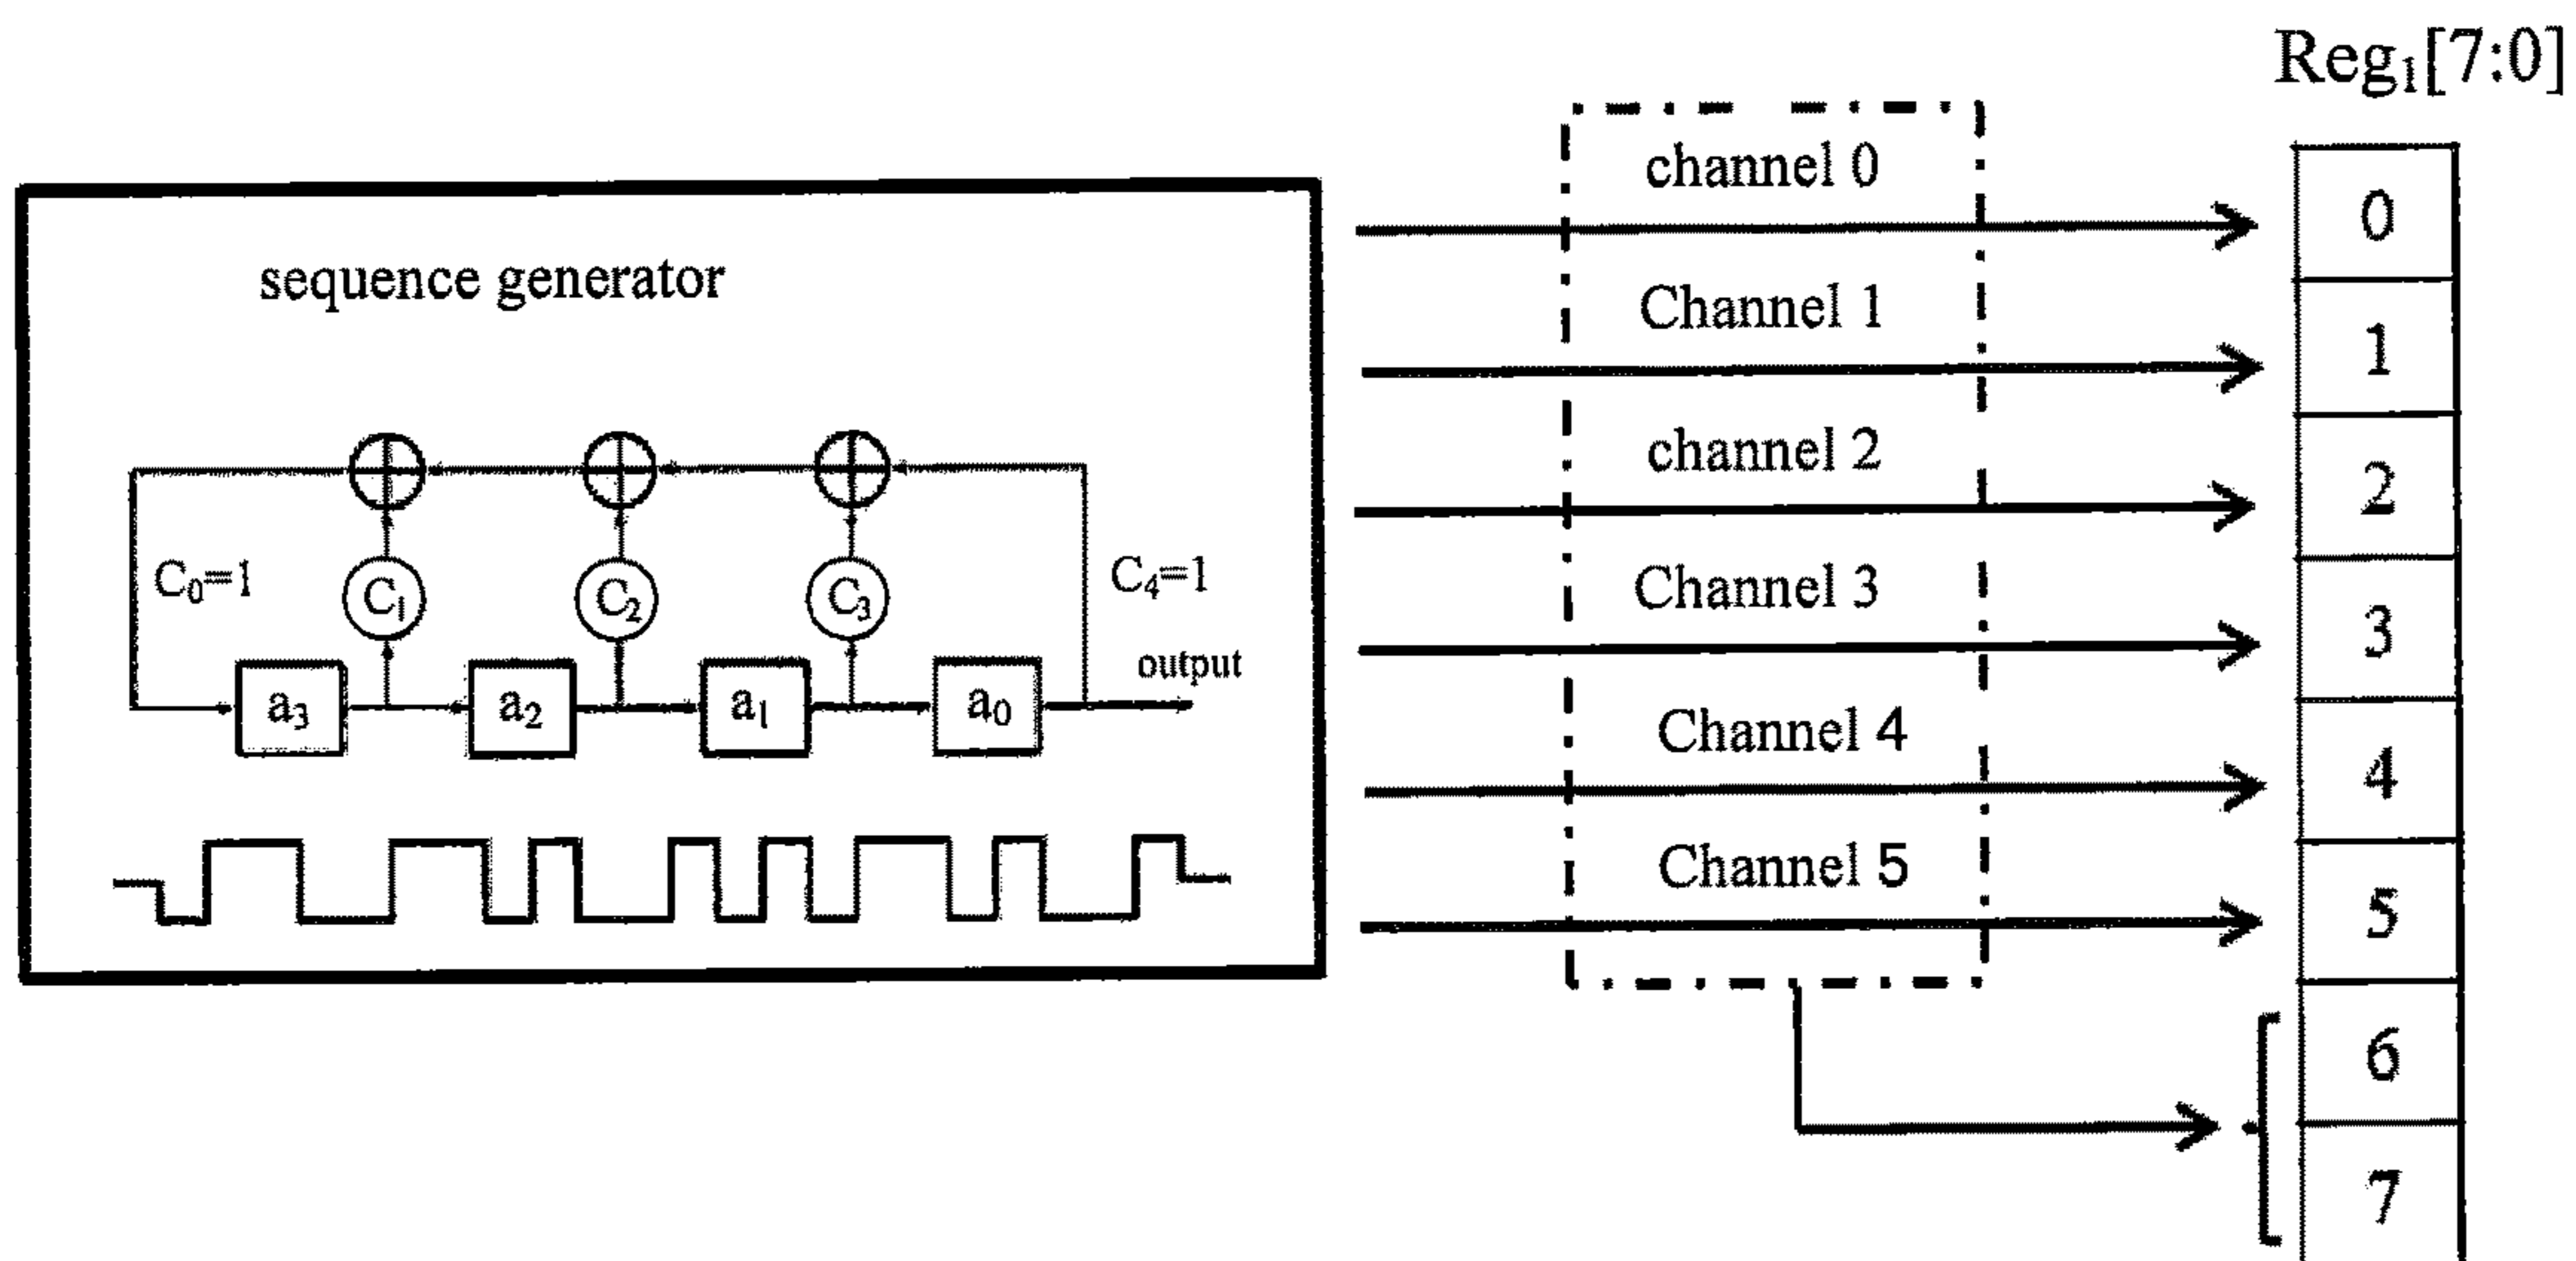 Reg₁[7:0]
sequence generator
C₀=1
C₁
C₂
C₃
C₄=1
a₃
a₂
a₁
a₀
output
channel 0
Channel 1
channel 2
Channel 3
Channel 4
Channel 5
0
1
2
3
4
5
6
7